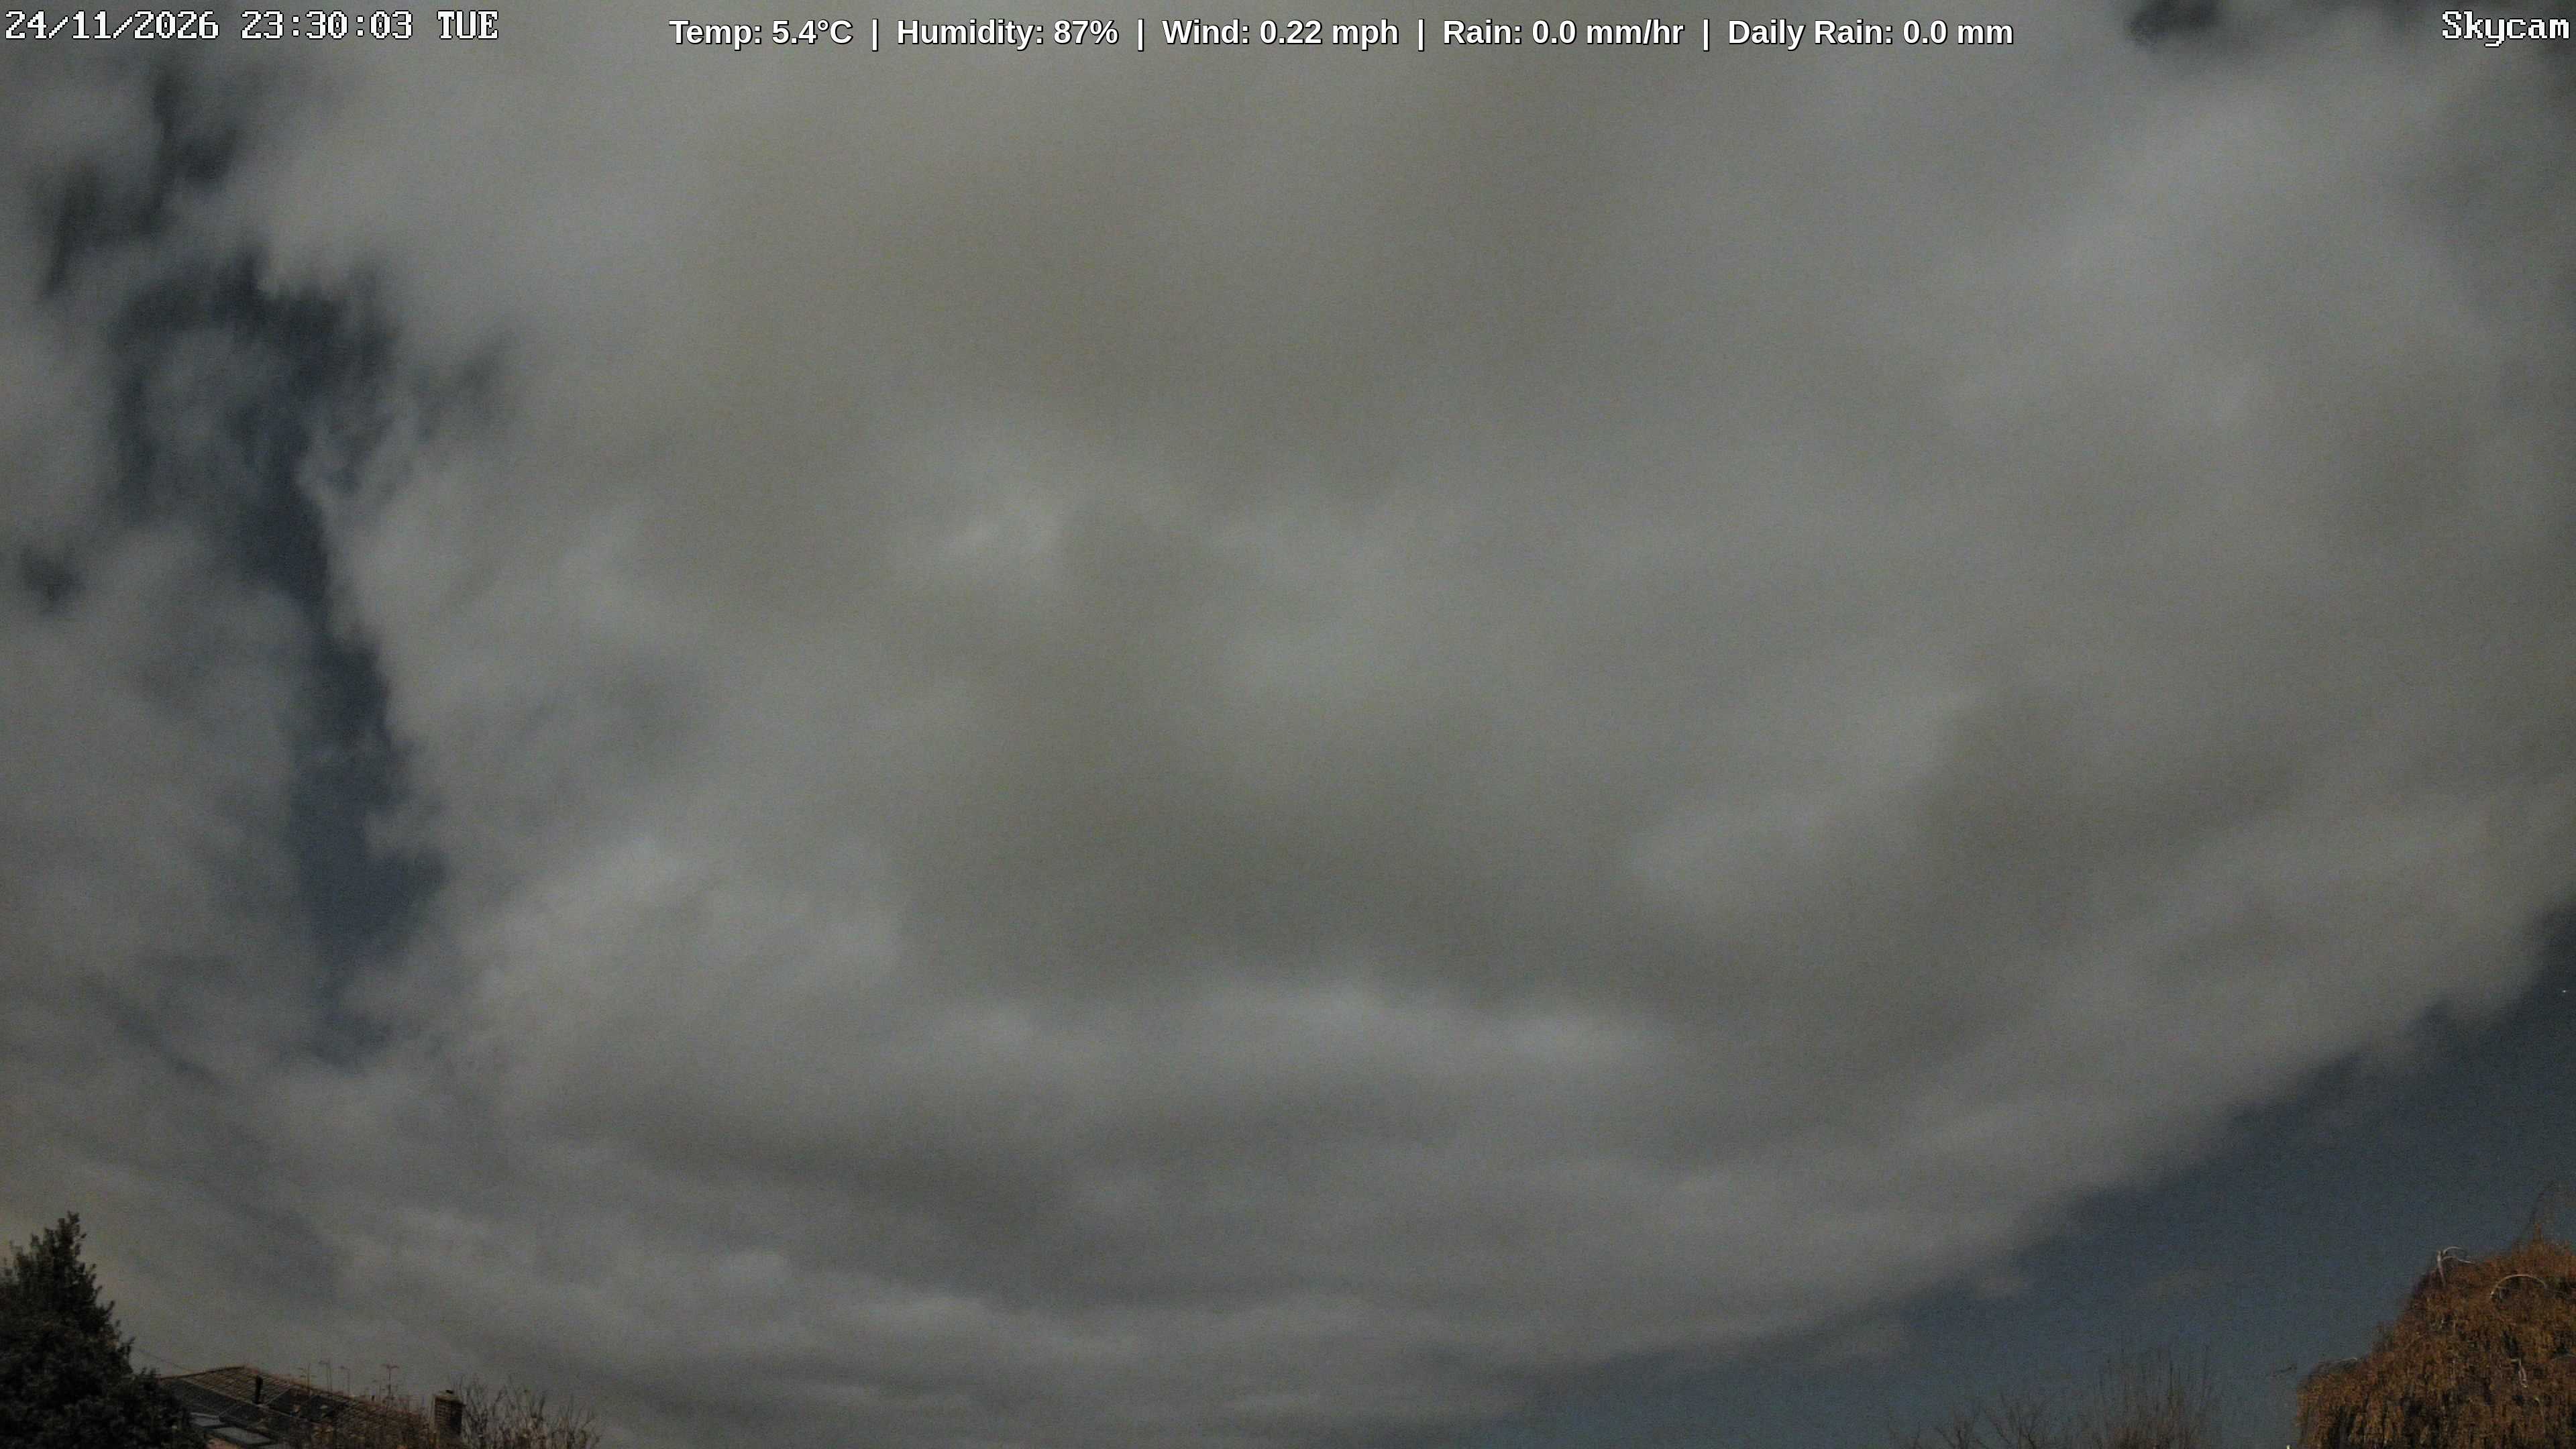 24/11/2026 23:30:03 TUE
Temp: 5.4°C | Humidity: 87% | Wind: 0.22 mph | Rain: 0.0 mm/hr | Daily Rain: 0.0 mm
Skycam